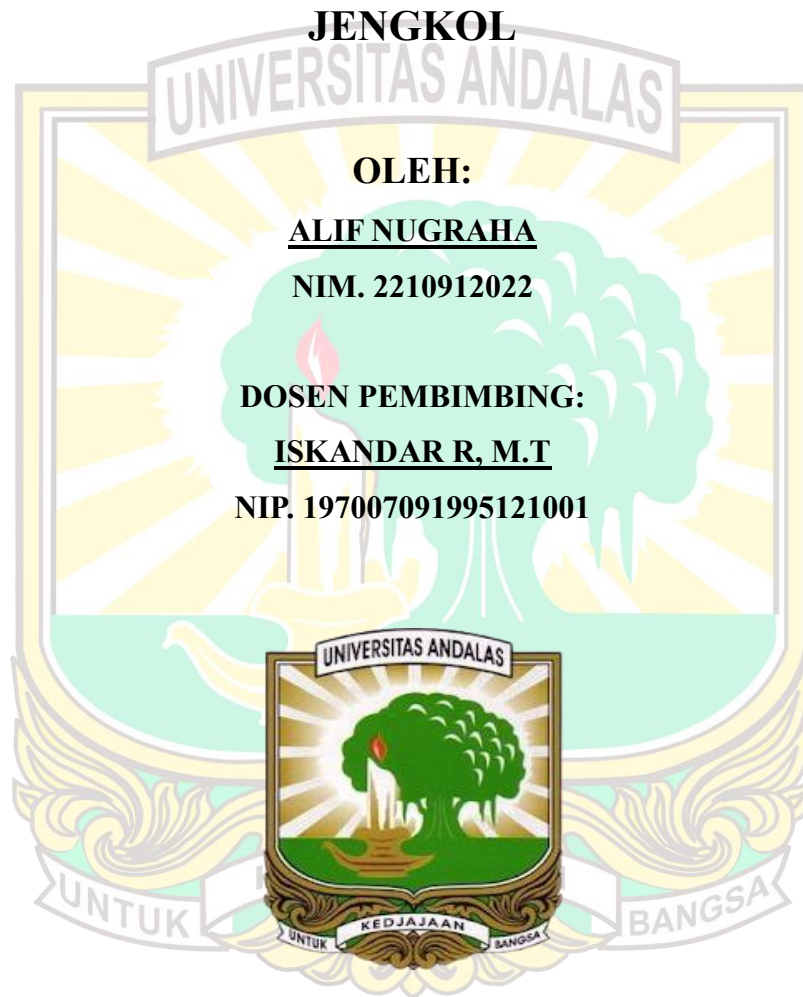 JENGKOL
UNIVERSITAS ANDALAS
OLEH:
ALIF NUGRAHA
NIM. 2210912022
DOSEN PEMBIMBING:
ISKANDAR R, M.T
NIP. 197007091995121001
UNIVERSITAS ANDALAS
UNTUK KEDJAJAAN BANGSA
UNTUK BANGSA